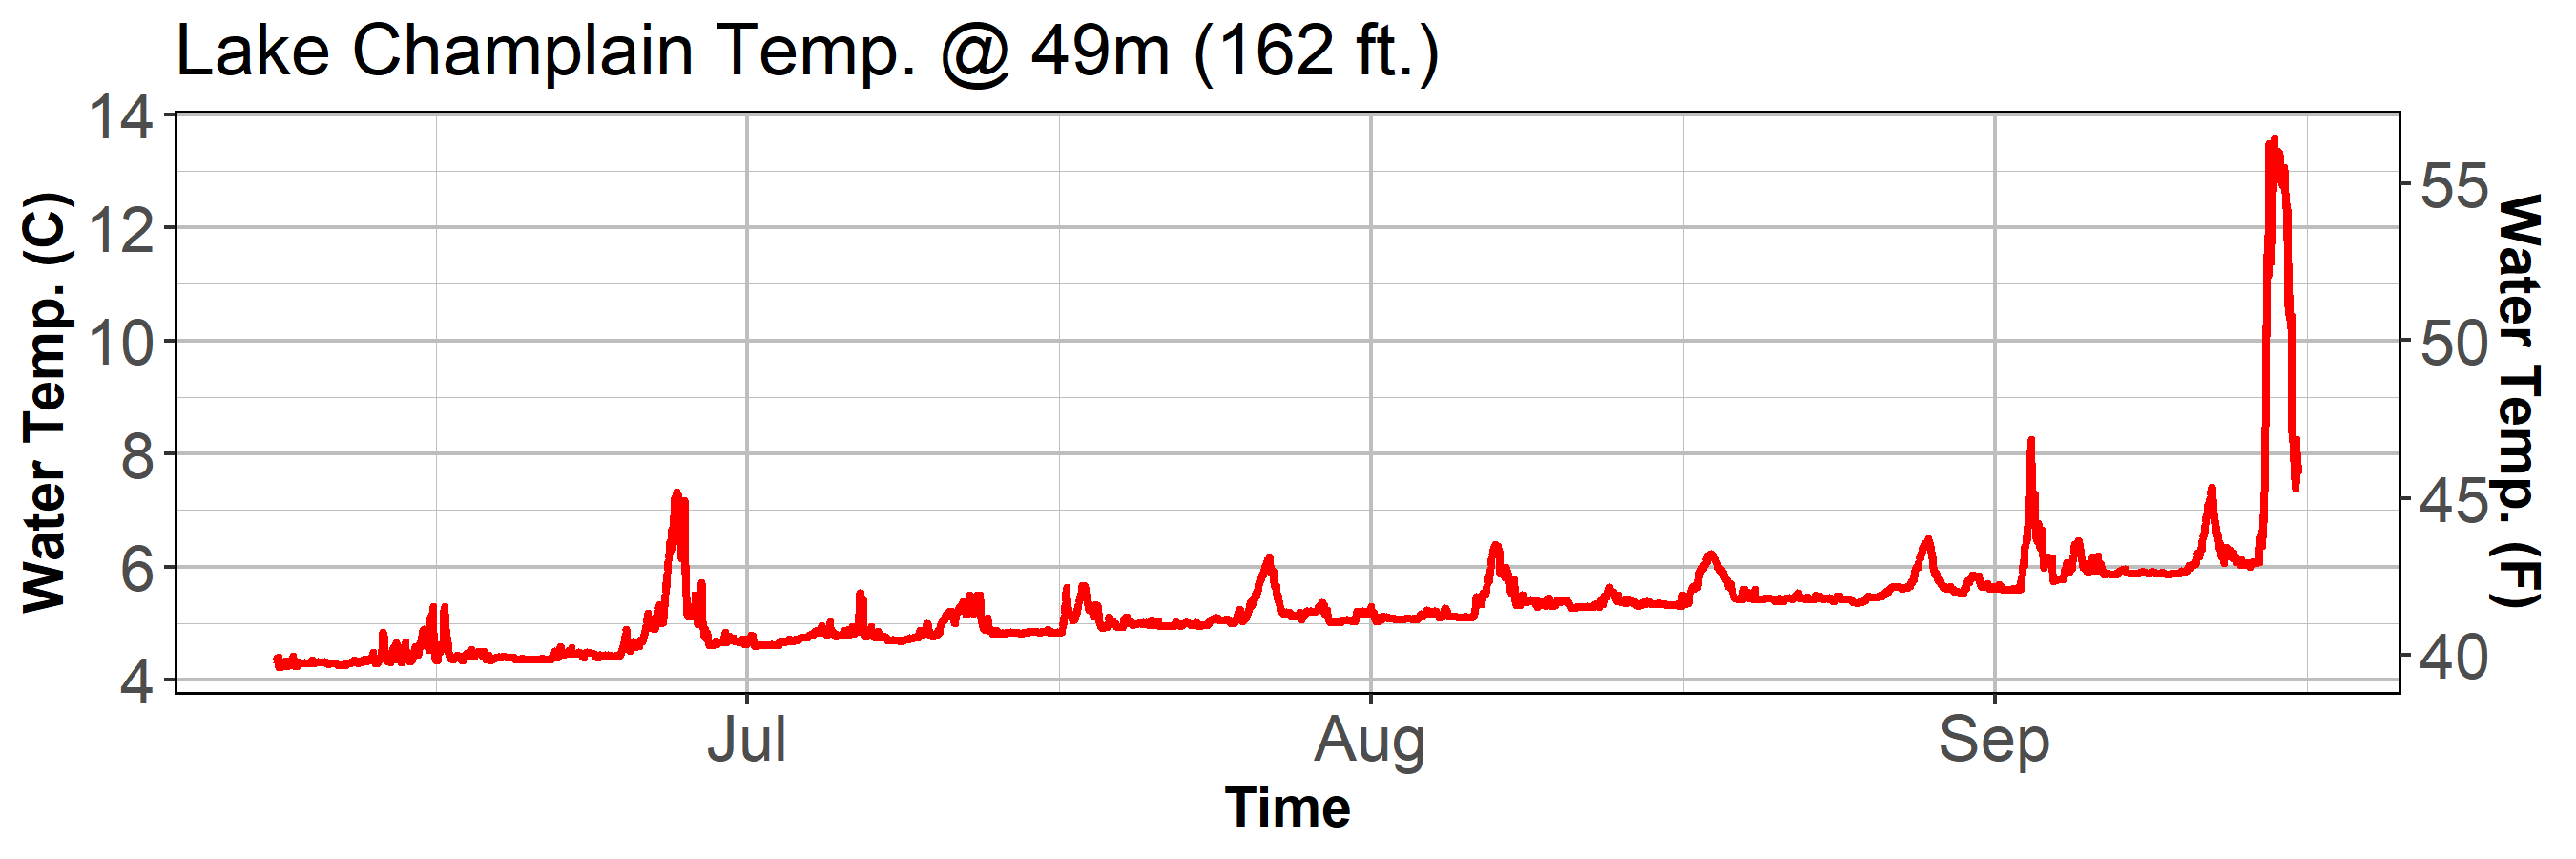 Lake Champlain Temp. @ 49m (162 ft.)
Water Temp. (C)
14
12
10
8
6
4
55
50
45
40
Water Temp. (F)
Jul Aug Sep
Time